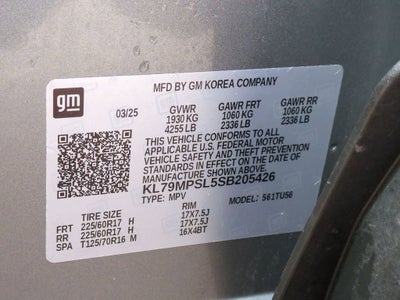 gm
MFD BY GM KOREA COMPANY
03/25 GVWR GAWR FRT GAWR RR
1930 KG 1060 KG 1060 KG
4255 LB 2336 LB 2336 LB
THIS VEHICLE CONFORMS TO ALL
APPLICABLE U.S. FEDERAL MOTOR
VEHICLE SAFETY AND THEFT PREVENTION
STANDARDS IN EFFECT ON THE DATE OF
MANUFACTURE SHOWN ABOVE.
KL79MPSL5SB205426
TYPE: MPV MODEL: 561TU56
TIRE SIZE RIM
FRT 225/60R17 H 17X7.5J
RR 225/60R17 H 17X7.5J
SP T125/70R16 M 16X4BT